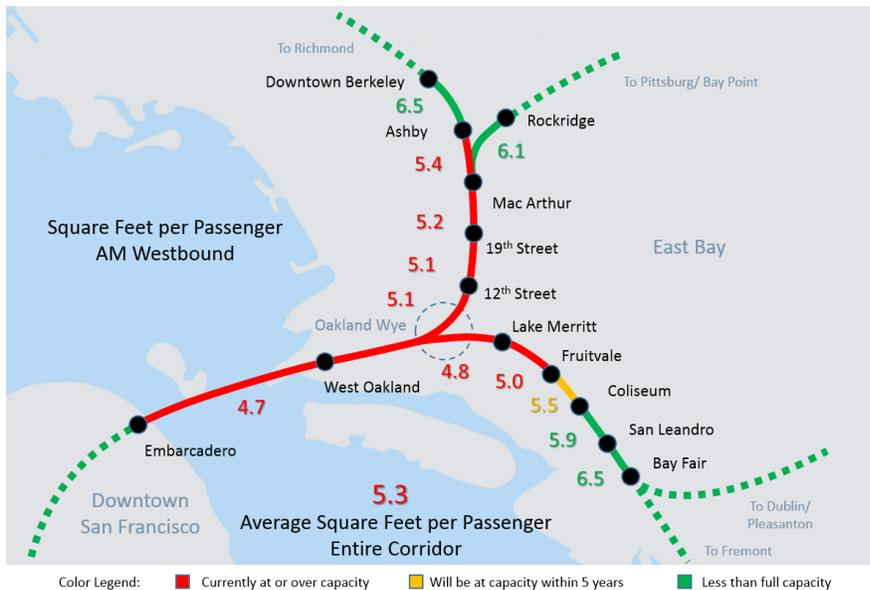 To Richmond
Downtown Berkeley
To Pittsburg/ Bay Point
6.5
Rockridge
Ashby
6.1
5.4
Mac Arthur
Square Feet per Passenger
AM Westbound
5.2
19th Street
East Bay
5.1
12th Street
5.1
Oakland Wye
Lake Merritt
Fruitvale
4.8
5.0
West Oakland
Coliseum
4.7
5.5
San Leandro
5.9
Embarcadero
Bay Fair
6.5
5.3
Downtown
San Francisco
Average Square Feet per Passenger
Entire Corridor
To Dublin/
Pleasanton
To Fremont
Color Legend: Currently at or over capacity Will be at capacity within 5 years Less than full capacity